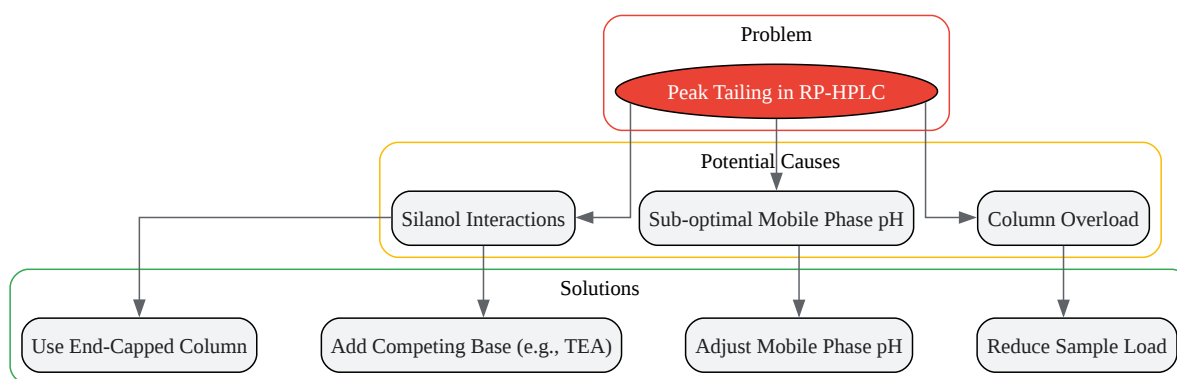 Problem
Peak Tailing in RP-HPLC
Potential Causes
Silanol Interactions
Sub-optimal Mobile Phase pH
Column Overload
Solutions
Use End-Capped Column
Add Competing Base (e.g., TEA)
Adjust Mobile Phase pH
Reduce Sample Load